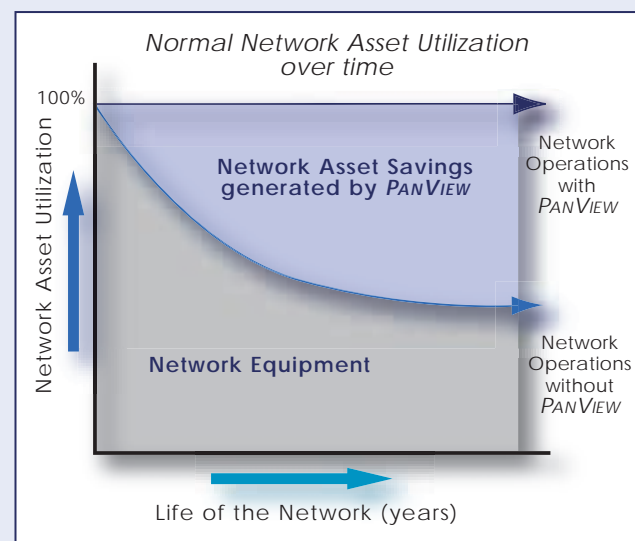 Normal Network Asset Utilization
over time
100%
Network Asset Utilization
Network Asset Savings
generated by PANVIEW
Network
Operations
with
PANVIEW
Network Equipment
Network
Operations
without
PANVIEW
Life of the Network (years)